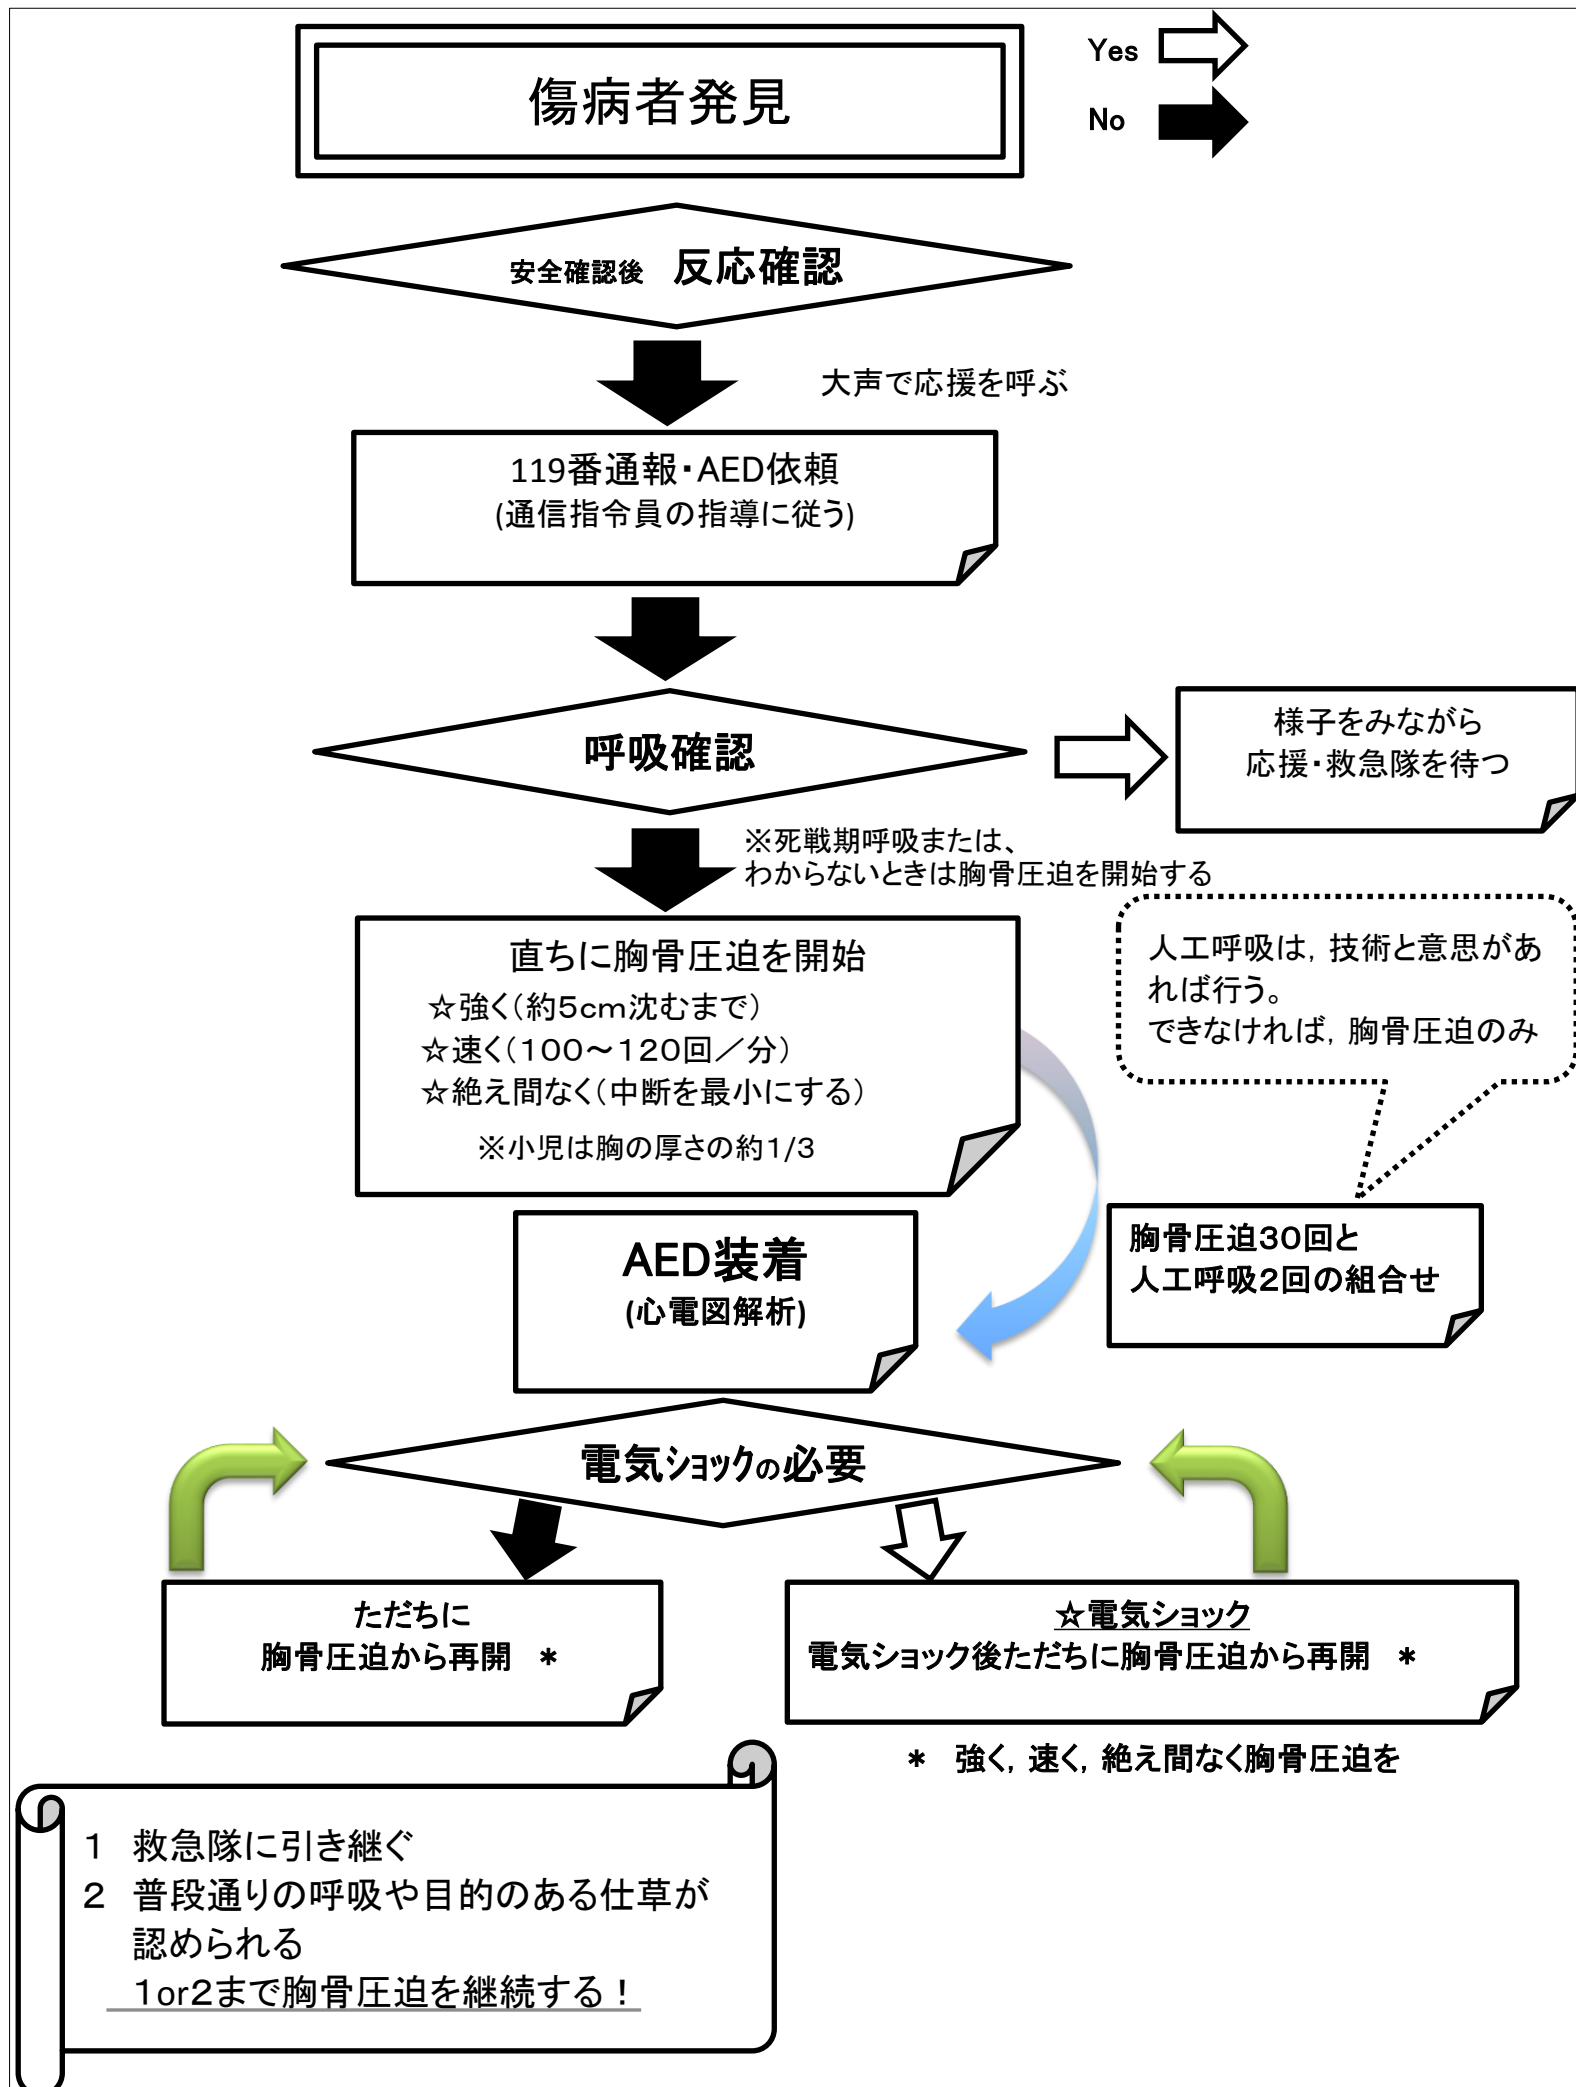 傷病者発見
Yes
No
安全確認後 反応確認
大声で応援を呼ぶ
119番通報・AED依頼
(通信指令員の指導に従う)
呼吸確認
様子をみながら
応援・救急隊を待つ
※死戦期呼吸または、
わからないときは胸骨圧迫を開始する
直ちに胸骨圧迫を開始
☆強く(約5cm沈むまで)
☆速く(100～120回／分)
☆絶え間なく(中断を最小にする)
※小児は胸の厚さの約1/3
人工呼吸は, 技術と意思があ
れば行う。
できなければ, 胸骨圧迫のみ
胸骨圧迫30回と
人工呼吸2回の組合せ
AED装着
(心電図解析)
電気ショックの必要
ただちに
胸骨圧迫から再開 *
☆電気ショック
電気ショック後ただちに胸骨圧迫から再開 *
* 強く, 速く, 絶え間なく胸骨圧迫を
1 救急隊に引き継ぐ
2 普段通りの呼吸や目的のある仕草が
認められる
1or2まで胸骨圧迫を継続する！